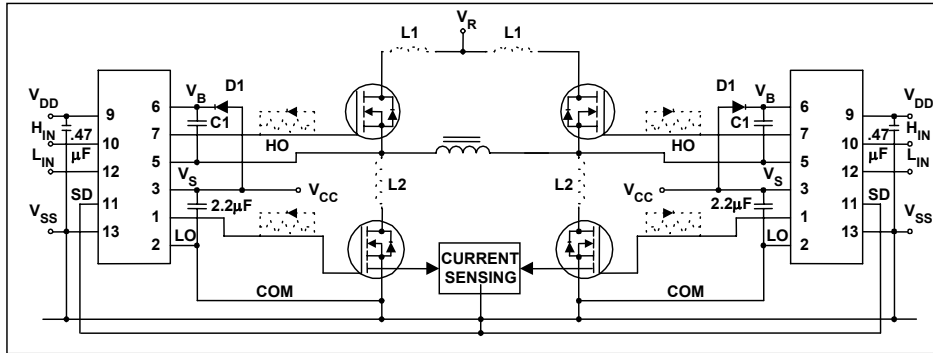 V_R
L1 L1
D1 D1
V_DD 9 6 V_B V_B 6 9 V_DD
H_IN .47 µF 10 7 C1 C1 7 10 .47 µF H_IN
HO HO
L_IN 12 5 5 12 L_IN
V_S V_S
SD 11 3 V_CC L2 L2 V_CC 3 11 SD
2.2µF 2.2µF
1 1
V_SS 13 2 LO LO 2 13 V_SS
CURRENT
SENSING
COM COM